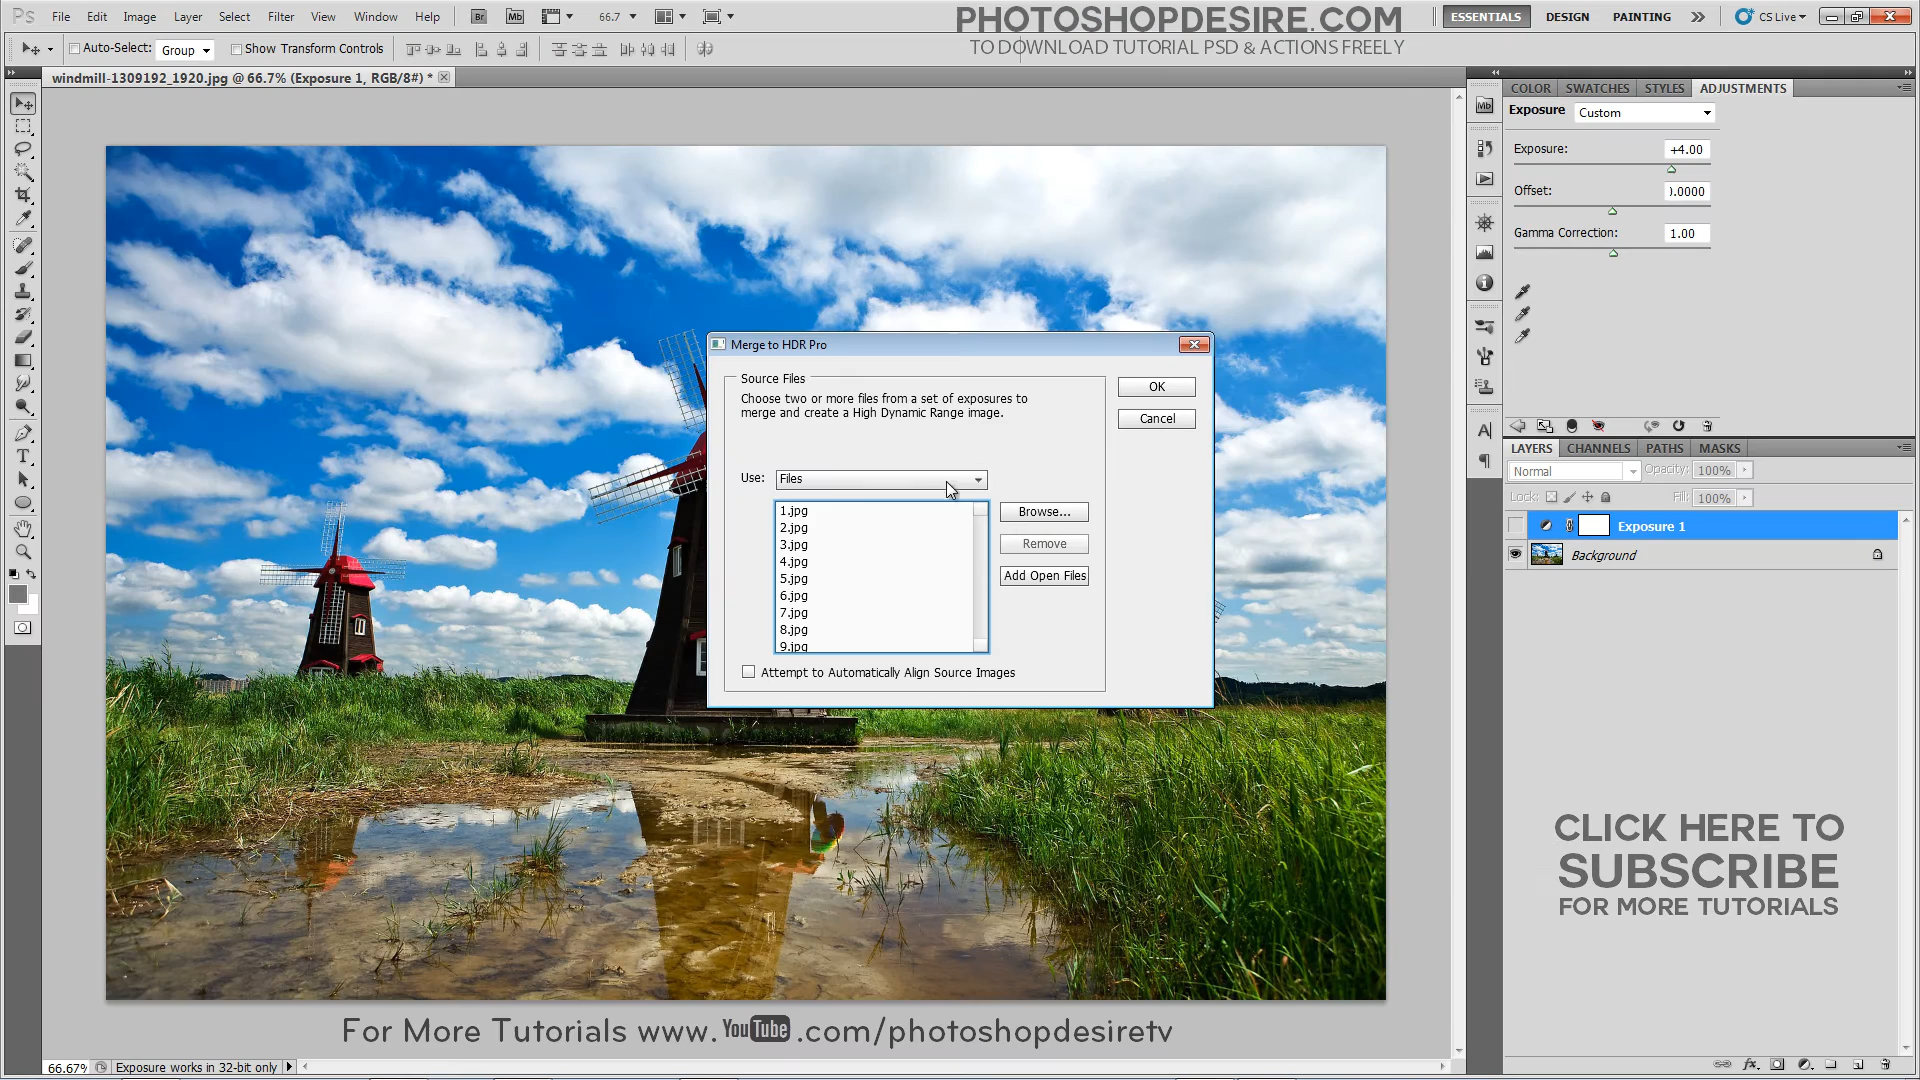 Ps File Edit Image Layer Select Filter View Window Help Br Mb 66.7 PHOTOSHOPDESIRE.COM ESSENTIALS DESIGN PAINTING CS Live
Auto-Select: Group Show Transform Controls TO DOWNLOAD TUTORIAL PSD & ACTIONS FREELY
windmill-1309192_1920.jpg @ 66.7% (Exposure 1, RGB/8#) *
COLOR SWATCHES STYLES ADJUSTMENTS
Mb
Exposure Custom
Exposure: +4.00
Offset: ).0000
Gamma Correction: 1.00
Merge to HDR Pro
Source Files
Choose two or more files from a set of exposures to
merge and create a High Dynamic Range image.
OK
Cancel
Use: Files
1.jpg
2.jpg
3.jpg
4.jpg
5.jpg
6.jpg
7.jpg
8.jpg
9.jpg
Browse...
Remove
Add Open Files
Attempt to Automatically Align Source Images
LAYERS CHANNELS PATHS MASKS
Normal Opacity: 100%
Lock: Fill: 100%
Exposure 1
Background
CLICK HERE TO
SUBSCRIBE
FOR MORE TUTORIALS
For More Tutorials www.YouTube.com/photoshopdesiretv
66.67% Exposure works in 32-bit only